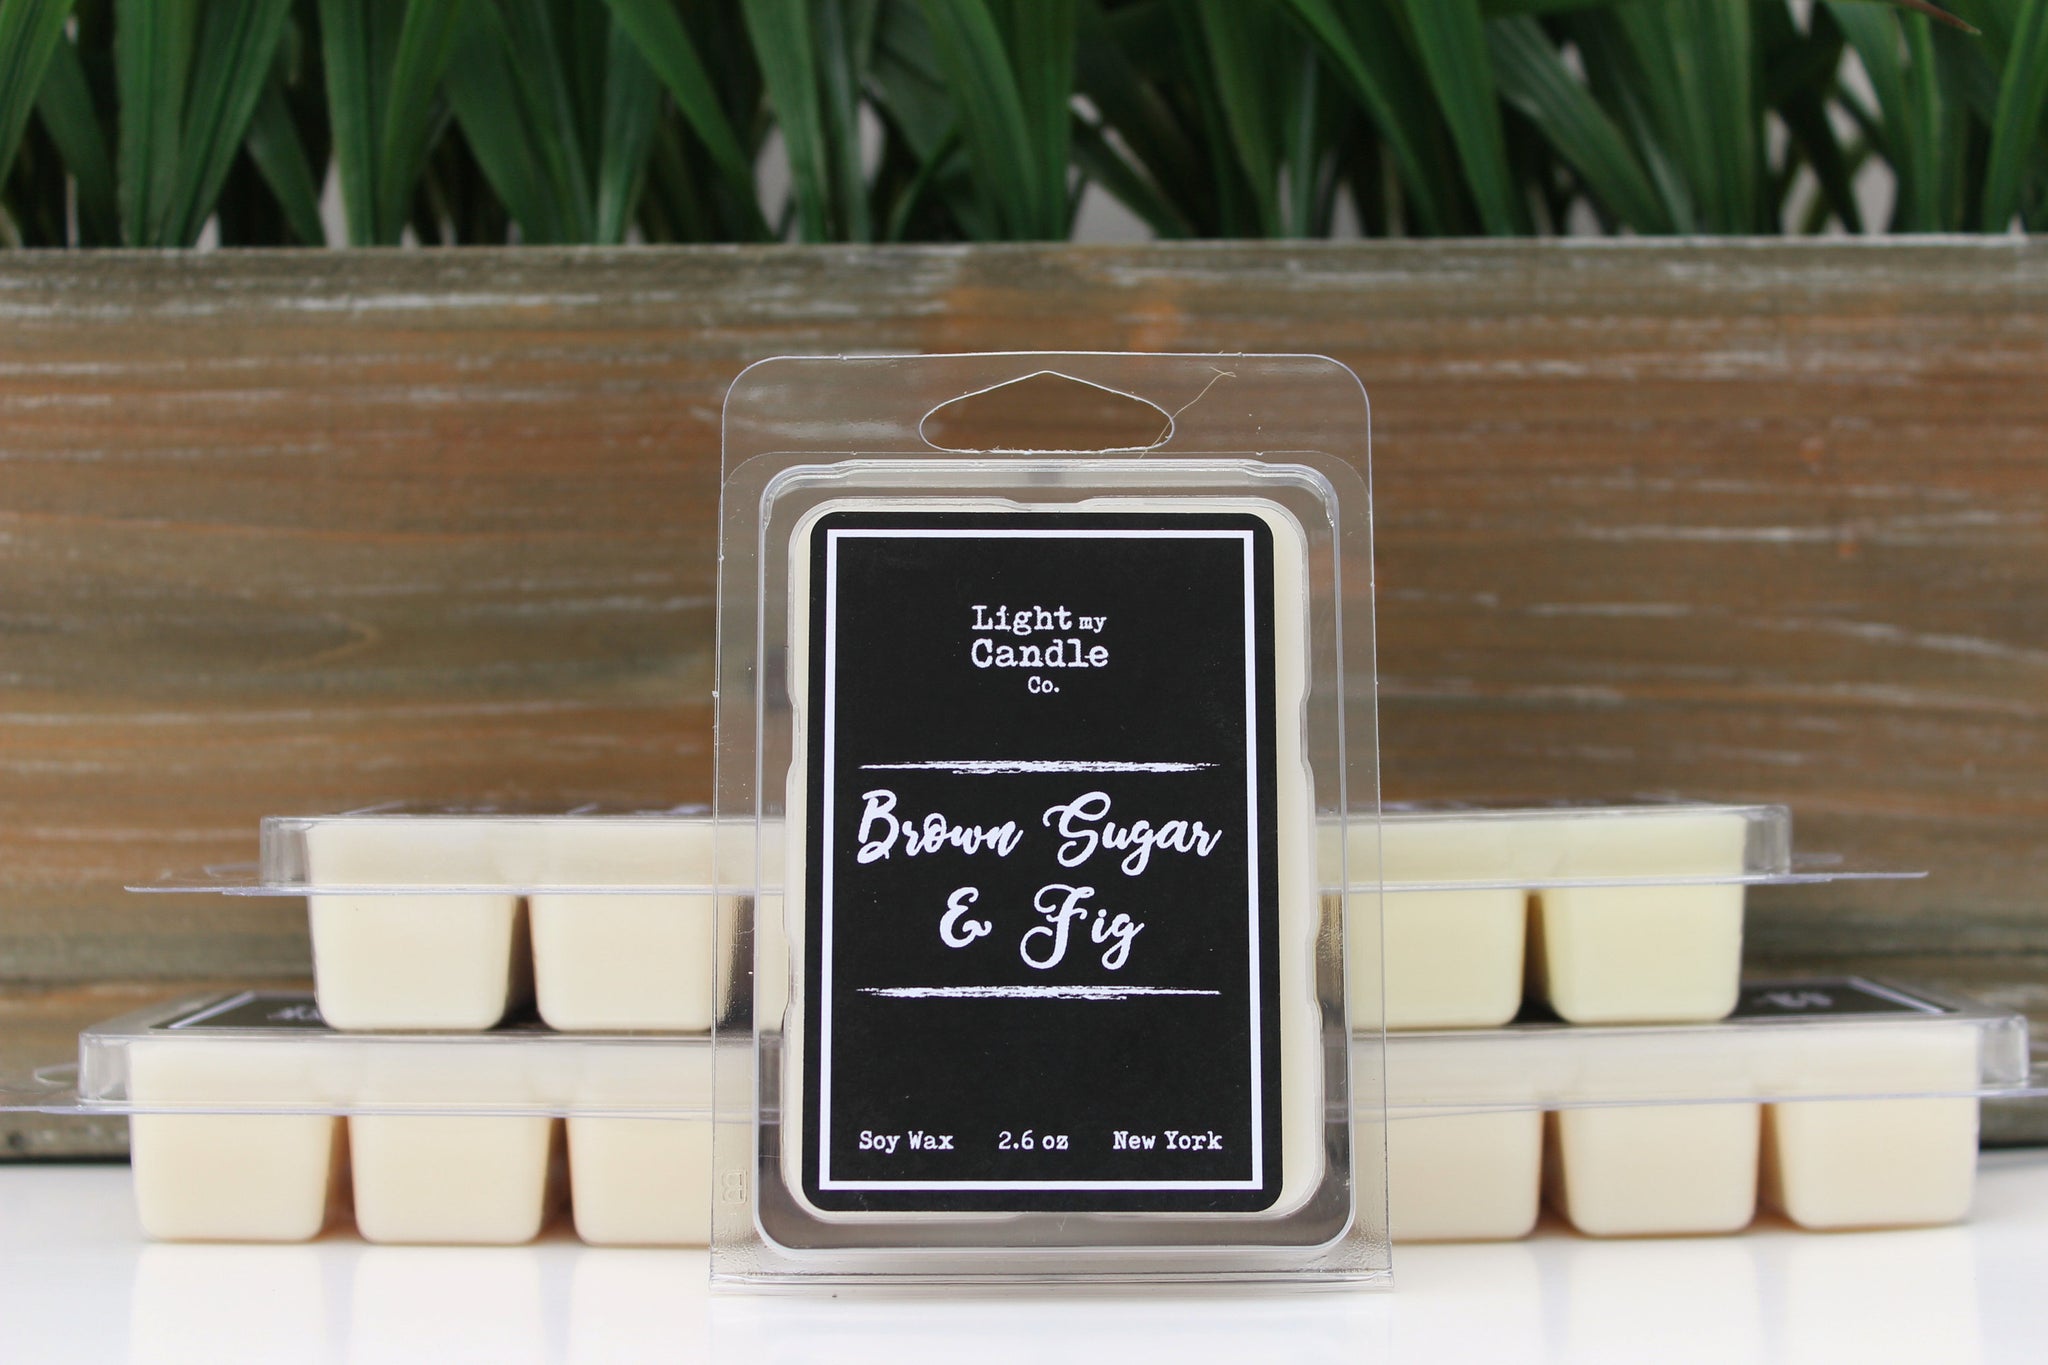 Light my
Candle
Co.
Brown Sugar
& Fig
Soy Wax 2.6 oz New York